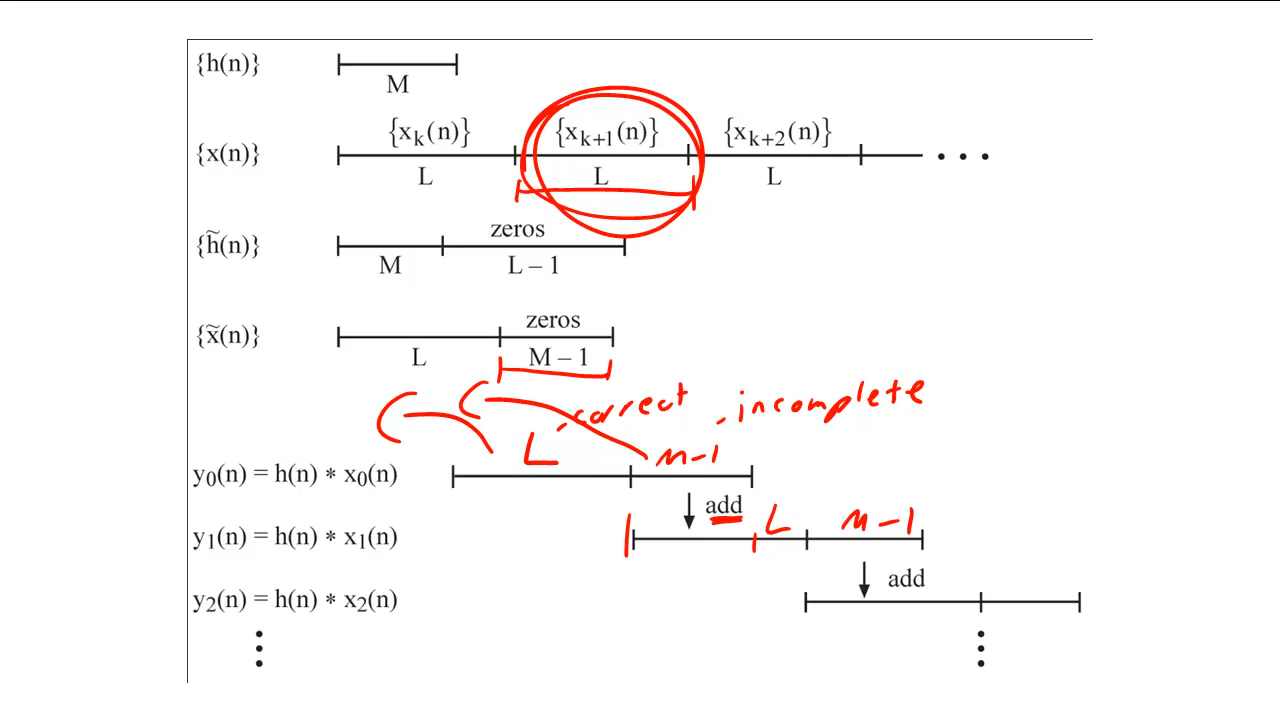 {h(n)}
M
{x_k(n)} {x_{k+1}(n)} {x_{k+2}(n)}
{x(n)} • • •
L L L
zeros
{h̃(n)}
M L – 1
zeros
{x̃(n)}
L M – 1
correct , incomplete
L m-1
y₀(n) = h(n) ∗ x₀(n)
add
L m-1
y₁(n) = h(n) ∗ x₁(n)
add
y₂(n) = h(n) ∗ x₂(n)